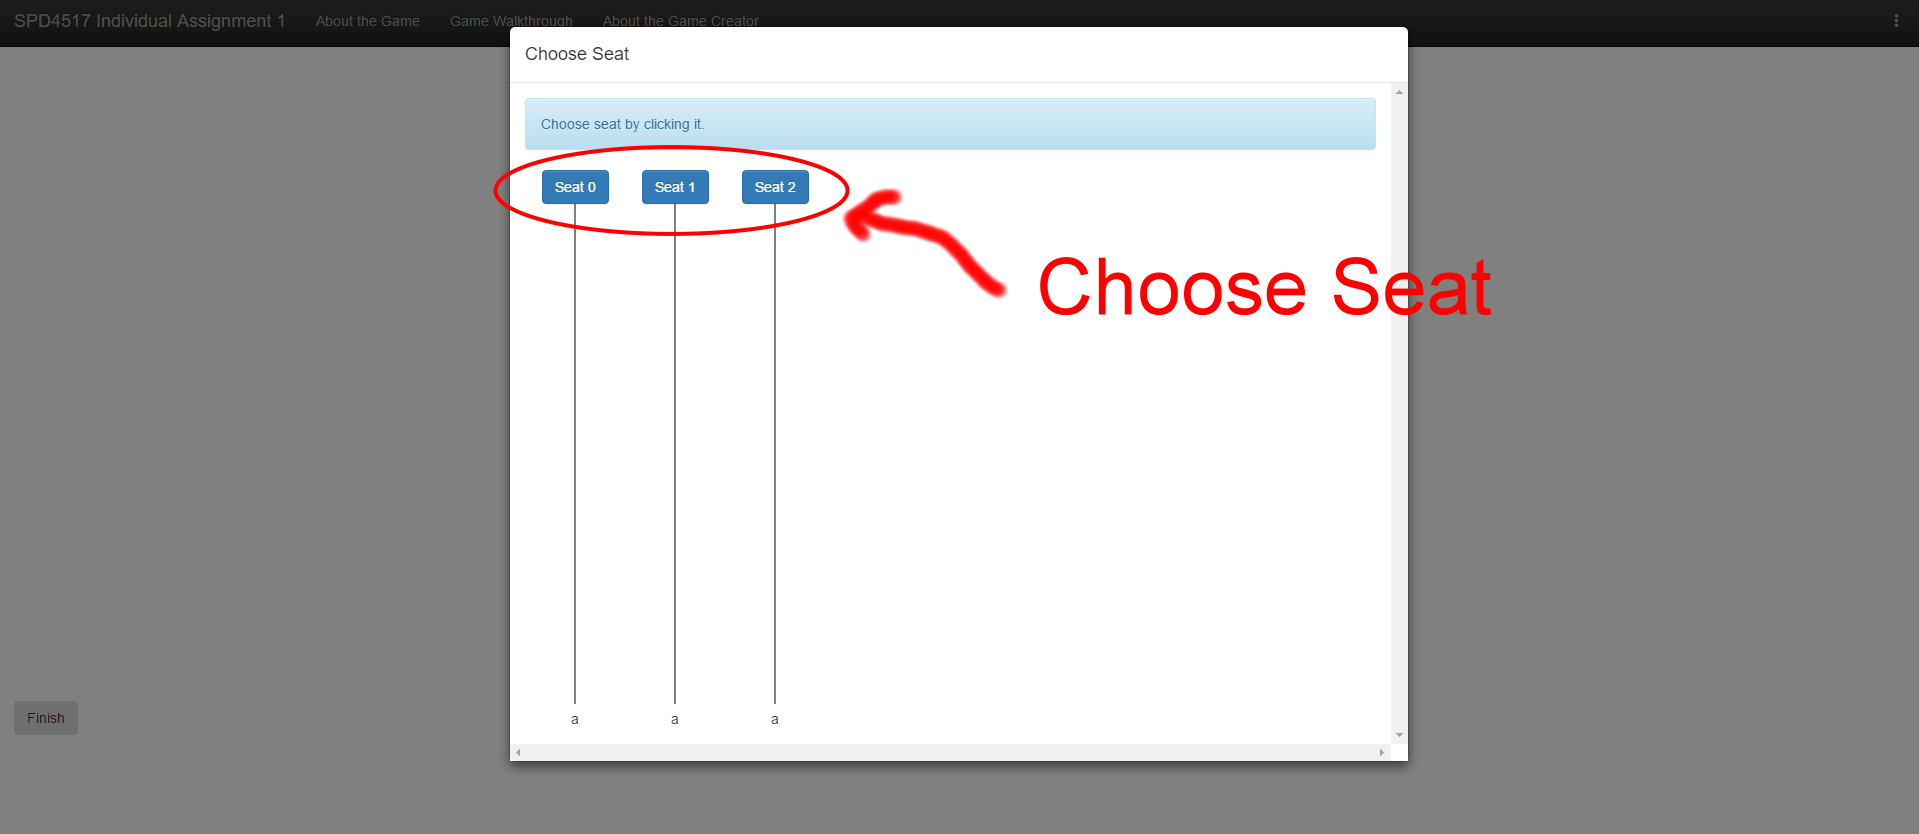 SPD4517 Individual Assignment 1 About the Game Game Walkthrough About the Game Creator
Choose Seat
Choose seat by clicking it.
Seat 0 Seat 1 Seat 2
Choose Seat
Finish
a a a